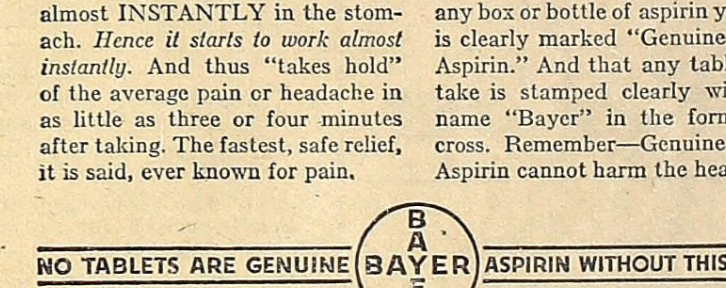 almost INSTANTLY in the stom-
ach. Hence it starts to work almost
instantly. And thus "takes hold"
of the average pain or headache in
as little as three or four minutes
after taking. The fastest, safe relief,
it is said, ever known for pain.
any box or bottle of aspirin
is clearly marked "Genuine
Aspirin." And that any
take is stamped clearly
name "Bayer" in the
cross. Remember—Genuine
Aspirin cannot harm the
NO TABLETS ARE GENUINE BAYER ASPIRIN WITHOUT THIS